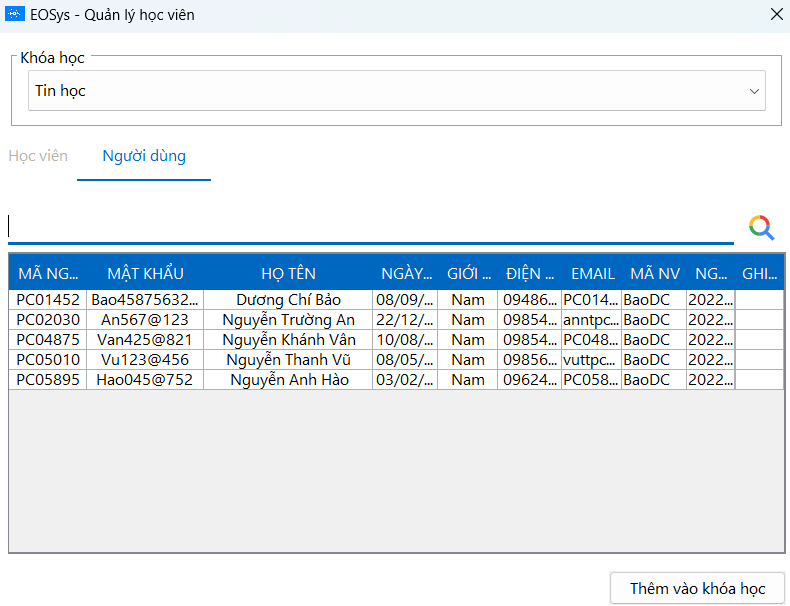 EOSys - Quản lý học viên
Khóa học
Tin học
Học viên Người dùng
MÃ NG... MẬT KHẨU HỌ TÊN NGÀY... GIỚI ... ĐIỆN ... EMAIL MÃ NV NG... GHI...
PC01452 Bao45875632... Dương Chí Bảo 08/09/... Nam 09486... PC014... BaoDC 2022...
PC02030 An567@123 Nguyễn Trường An 22/12/... Nam 09854... anntpc... BaoDC 2022...
PC04875 Van425@821 Nguyễn Khánh Vân 10/08/... Nam 09854... PC048... BaoDC 2022...
PC05010 Vu123@456 Nguyễn Thanh Vũ 08/05/... Nam 09856... vuttpc... BaoDC 2022...
PC05895 Hao045@752 Nguyễn Anh Hào 03/02/... Nam 09624... PC058... BaoDC 2022...
Thêm vào khóa học